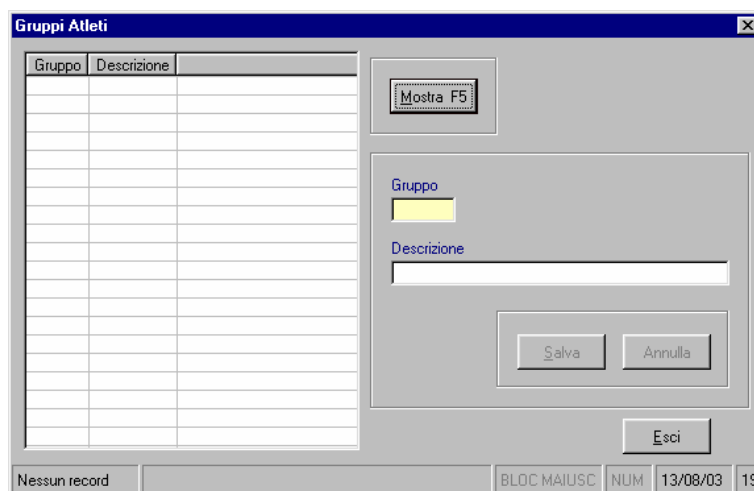 Gruppi Atleti
Gruppo Descrizione
Mostra F5
Gruppo
Descrizione
Salva Annulla
Esci
Nessun record BLOC MAIUSC NUM 13/08/03